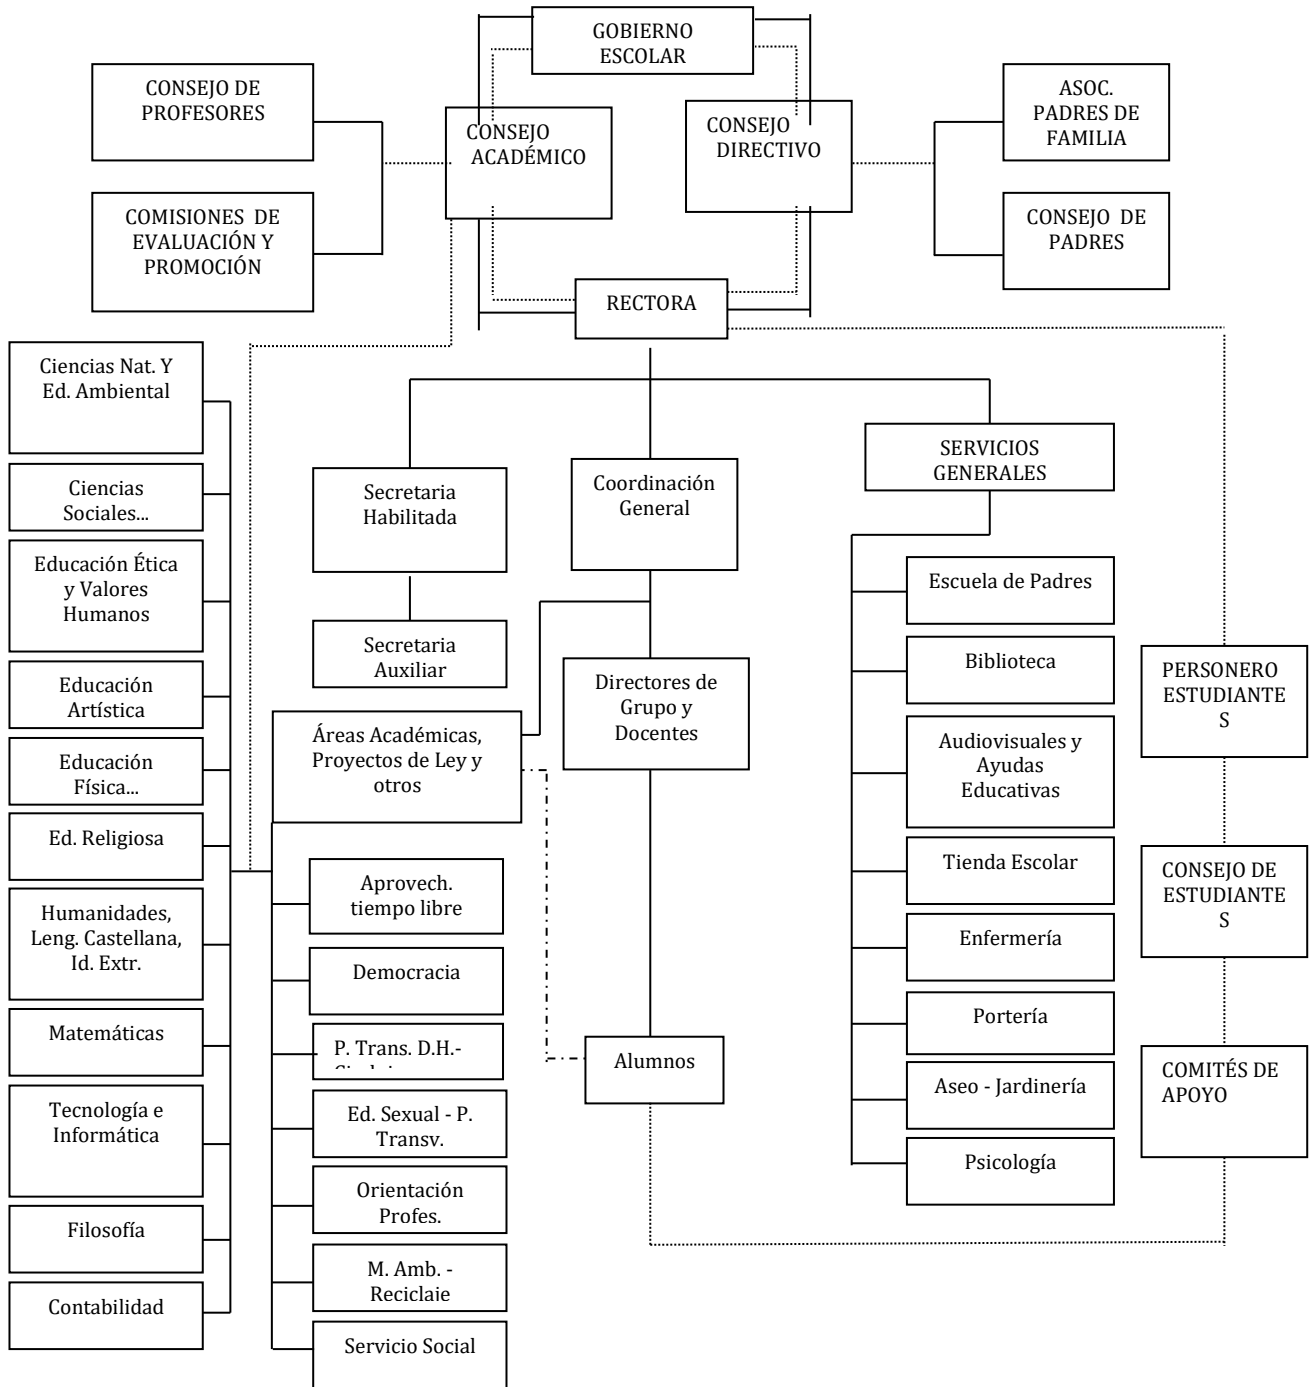 GOBIERNO
ESCOLAR
CONSEJO DE
PROFESORES
ASOC.
PADRES DE
FAMILIA
CONSEJO
ACADÉMICO
CONSEJO
DIRECTIVO
COMISIONES DE
EVALUACIÓN Y
PROMOCIÓN
CONSEJO DE
PADRES
RECTORA
Ciencias Nat. Y
Ed. Ambiental
Ciencias
Sociales...
Educación Ética
y Valores
Humanos
Educación
Artística
Educación
Física...
Ed. Religiosa
Humanidades,
Leng. Castellana,
Id. Extr.
Matemáticas
Tecnología e
Informática
Filosofía
Contabilidad
Secretaria
Habilitada
Secretaria
Auxiliar
Áreas Académicas,
Proyectos de Ley y
otros
Aprovech.
tiempo libre
Democracia
P. Trans. D.H.-
Ed. Sexual - P.
Transv.
Orientación
Profes.
M. Amb. -
Reciclaje
Servicio Social
Coordinación
General
Directores de
Grupo y
Docentes
Alumnos
SERVICIOS
GENERALES
Escuela de Padres
Biblioteca
Audiovisuales y
Ayudas
Educativas
Tienda Escolar
Enfermería
Portería
Aseo - Jardinería
Psicología
PERSONERO
ESTUDIANTE
S
CONSEJO DE
ESTUDIANTE
S
COMITÉS DE
APOYO